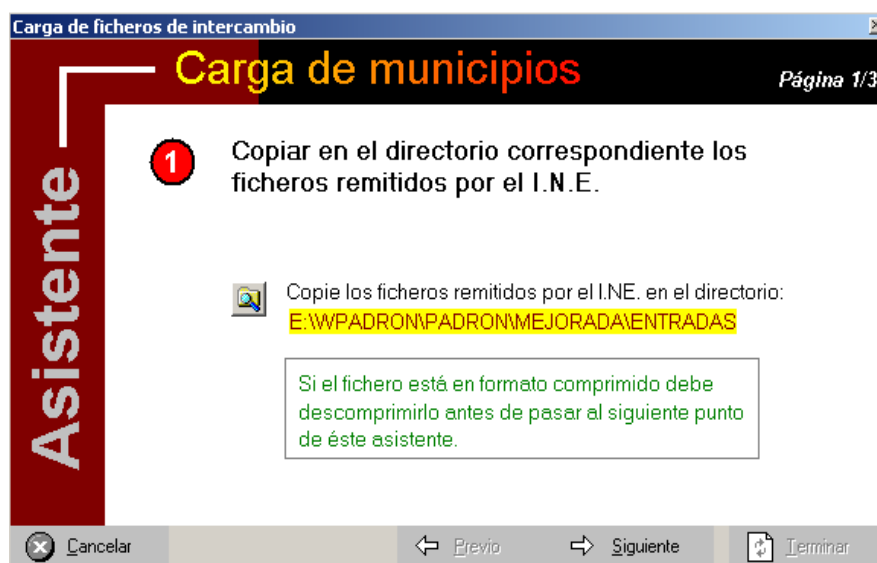 Carga de ficheros de intercambio
Carga de municipios
Página 1/3
Asistente
1
Copiar en el directorio correspondiente los
ficheros remitidos por el I.N.E.
Copie los ficheros remitidos por el I.NE. en el directorio:
E:\WPADRON\PADRON\MEJORADA\ENTRADAS
Si el fichero está en formato comprimido debe
descomprimirlo antes de pasar al siguiente punto
de éste asistente.
Cancelar
Previo
Siguiente
Terminar